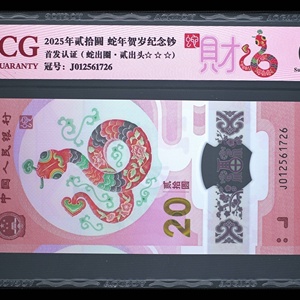 CG
2025年贰拾圆 蛇年贺岁纪念钞
UARANTY
首发认证(蛇出圈·贰出头☆☆☆)
冠号: J012561726
财
中国人民银行
20
贰拾圆
J012561726